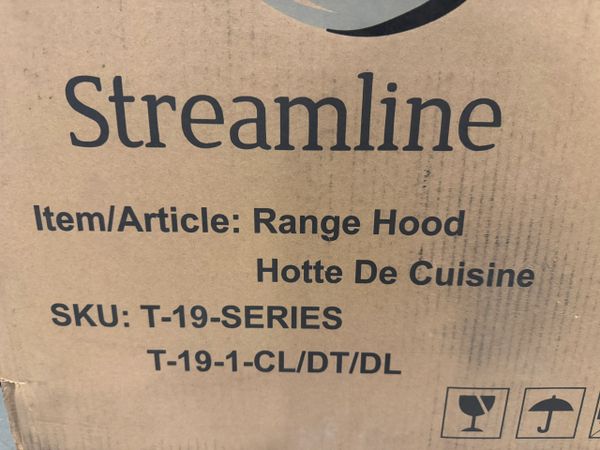 Streamline
Item/Article: Range Hood
Hotte De Cuisine
SKU: T-19-SERIES
T-19-1-CL/DT/DL